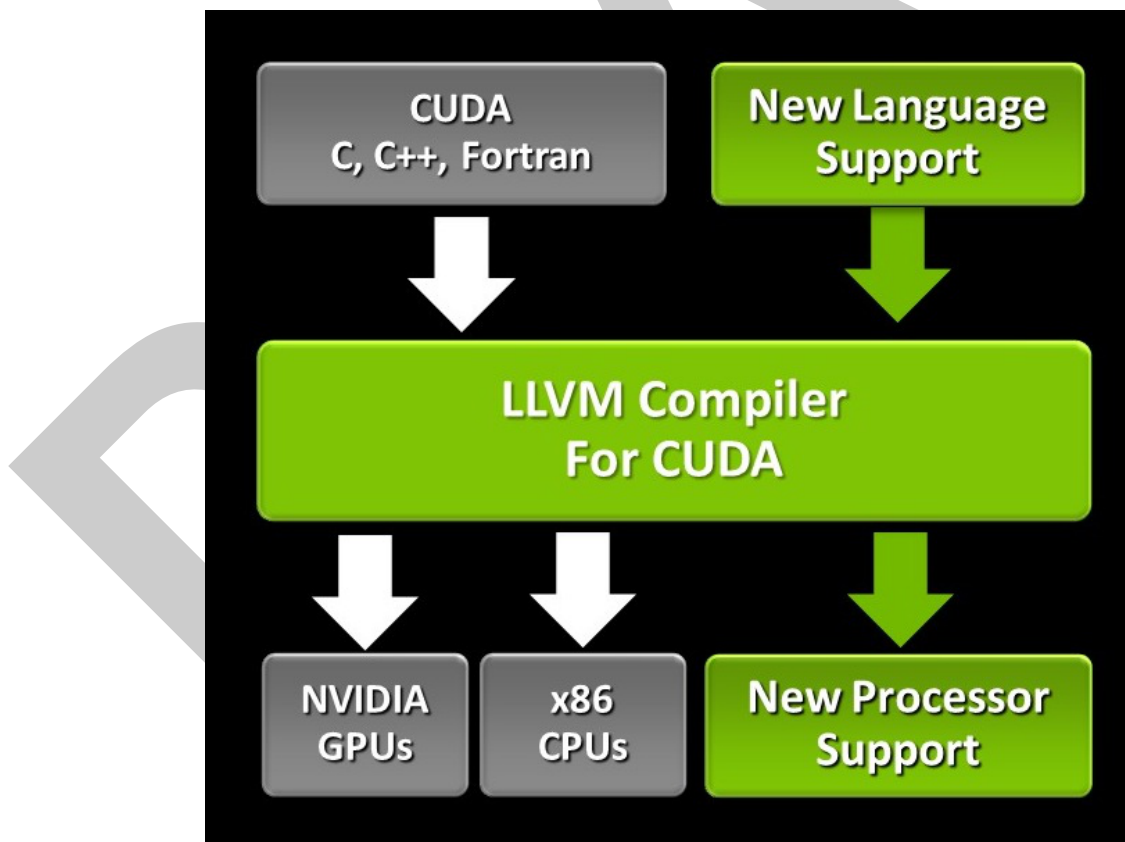 CUDA
C, C++, Fortran
New Language
Support
LLVM Compiler
For CUDA
NVIDIA
GPUs
x86
CPUs
New Processor
Support